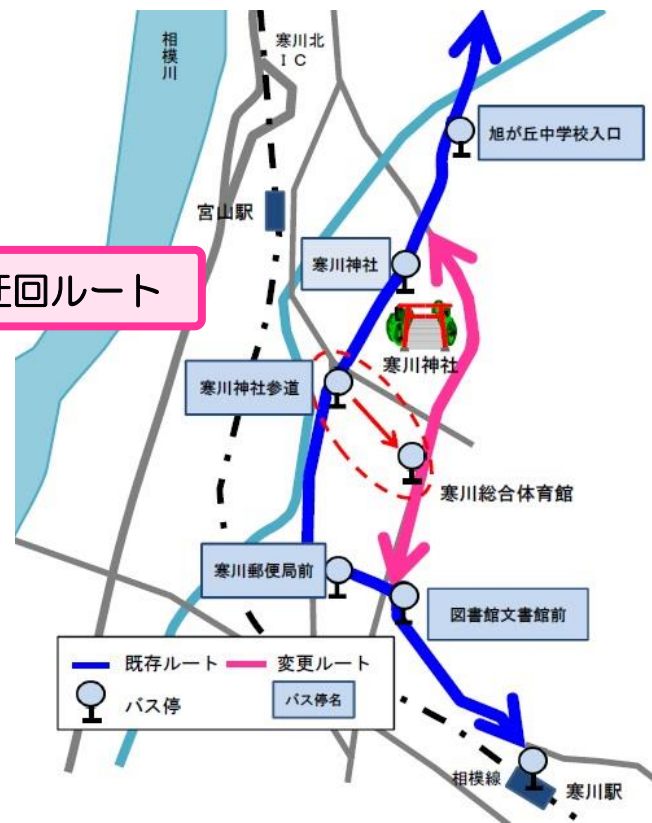 相模川
寒川北
ＩＣ
旭が丘中学校入口
宮山駅
寒川神社
迂回ルート
寒川神社
寒川神社参道
寒川総合体育館
寒川郵便局前
図書館文書館前
既存ルート
変更ルート
バス停
バス停名
相模線
寒川駅